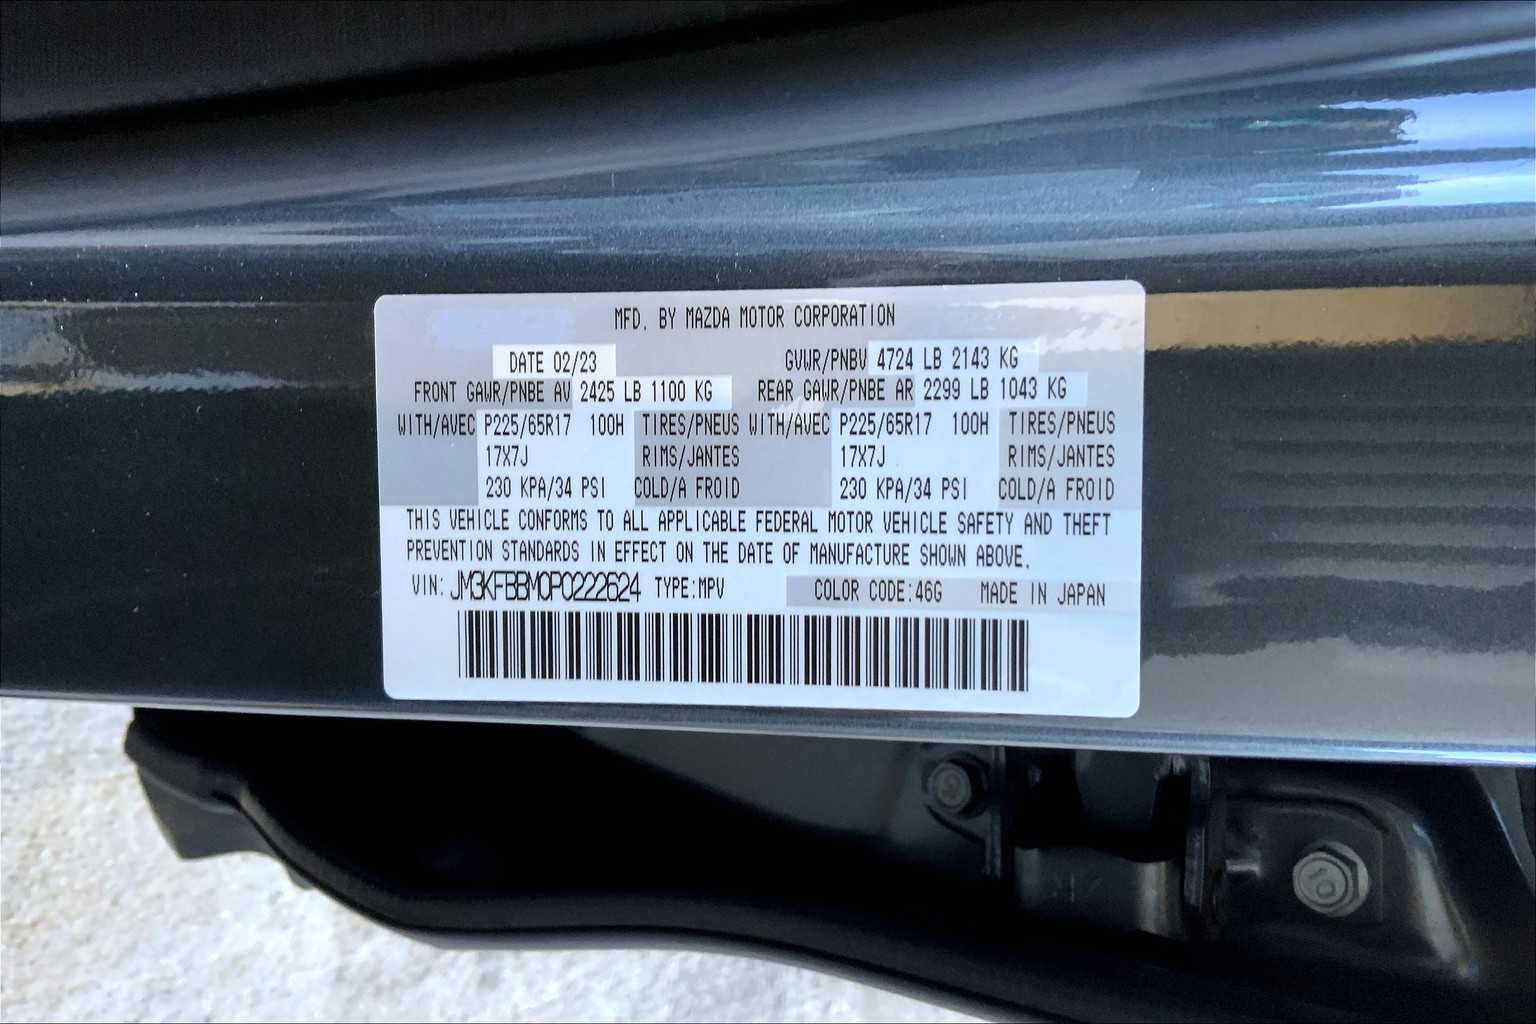 MFD. BY MAZDA MOTOR CORPORATION
DATE 02/23 GVWR/PNBV 4724 LB 2143 KG
FRONT GAWR/PNBE AV 2425 LB 1100 KG REAR GAWR/PNBE AR 2299 LB 1043 KG
WITH/AVEC P225/65R17 100H TIRES/PNEUS WITH/AVEC P225/65R17 100H TIRES/PNEUS
17X7J RIMS/JANTES 17X7J RIMS/JANTES
230 KPA/34 PSI COLD/A FROID 230 KPA/34 PSI COLD/A FROID
THIS VEHICLE CONFORMS TO ALL APPLICABLE FEDERAL MOTOR VEHICLE SAFETY AND THEFT
PREVENTION STANDARDS IN EFFECT ON THE DATE OF MANUFACTURE SHOWN ABOVE.
VIN: JM3KFBBM0P0222624 TYPE:MPV COLOR CODE:46G MADE IN JAPAN
10